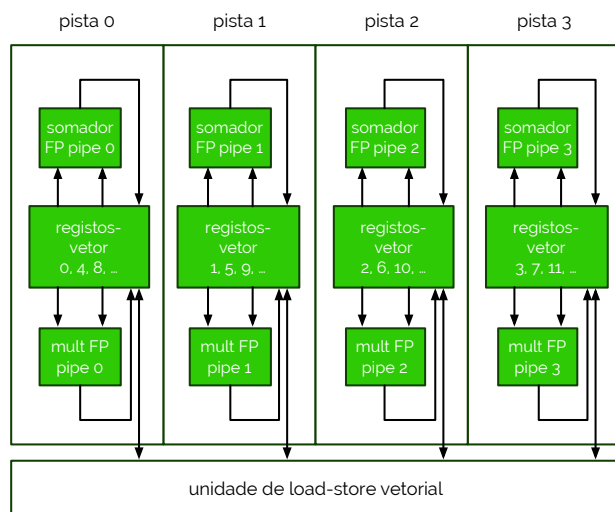 pista 0
pista 1
pista 2
pista 3
somador
FP pipe 0
somador
FP pipe 1
somador
FP pipe 2
somador
FP pipe 3
registos-
vetor
0, 4, 8, ...
registos-
vetor
1, 5, 9, ...
registos-
vetor
2, 6, 10, ...
registos-
vetor
3, 7, 11, ...
mult FP
pipe 0
mult FP
pipe 1
mult FP
pipe 2
mult FP
pipe 3
unidade de load-store vetorial